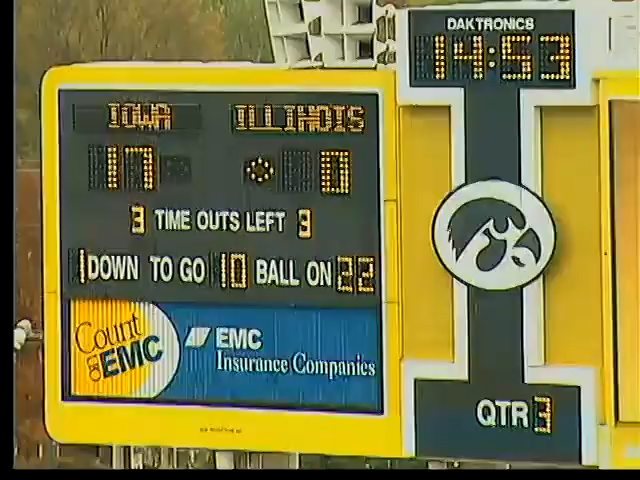 DAKTRONICS
14:53
IOWA ILLINOIS
17 0
3 TIME OUTS LEFT 3
1 DOWN TO GO 10 BALL ON 22
Count on EMC
EMC
Insurance Companies
QTR 3